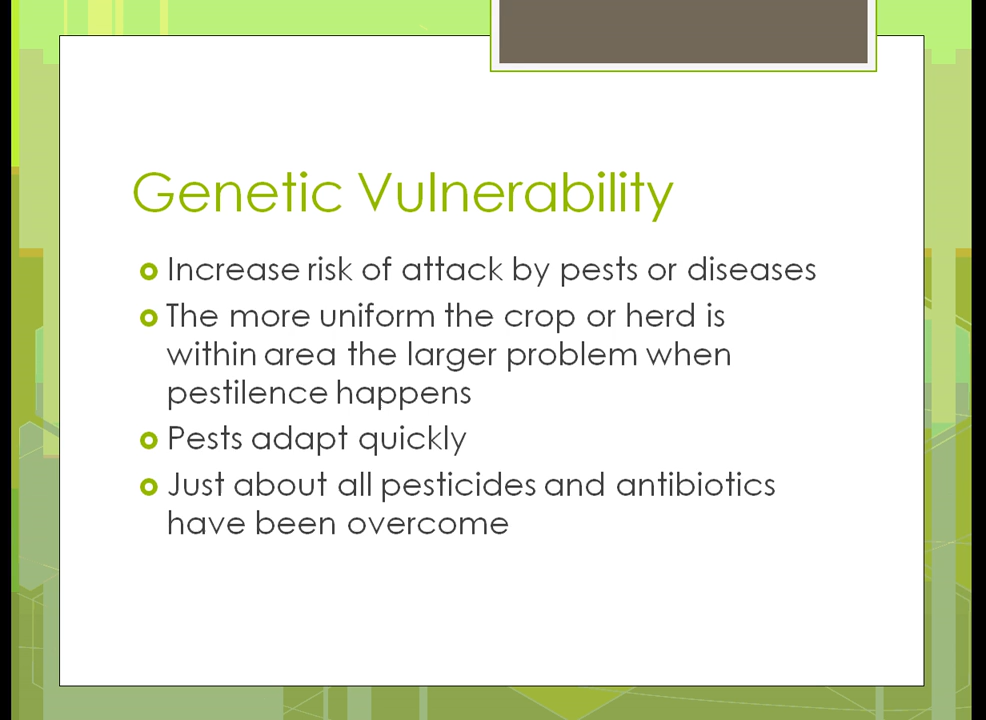 Genetic Vulnerability
Increase risk of attack by pests or diseases
The more uniform the crop or herd is
within area the larger problem when
pestilence happens
Pests adapt quickly
Just about all pesticides and antibiotics
have been overcome